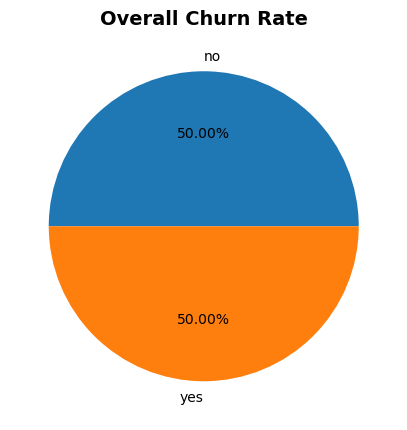 Overall Churn Rate
no
50.00%
50.00%
yes